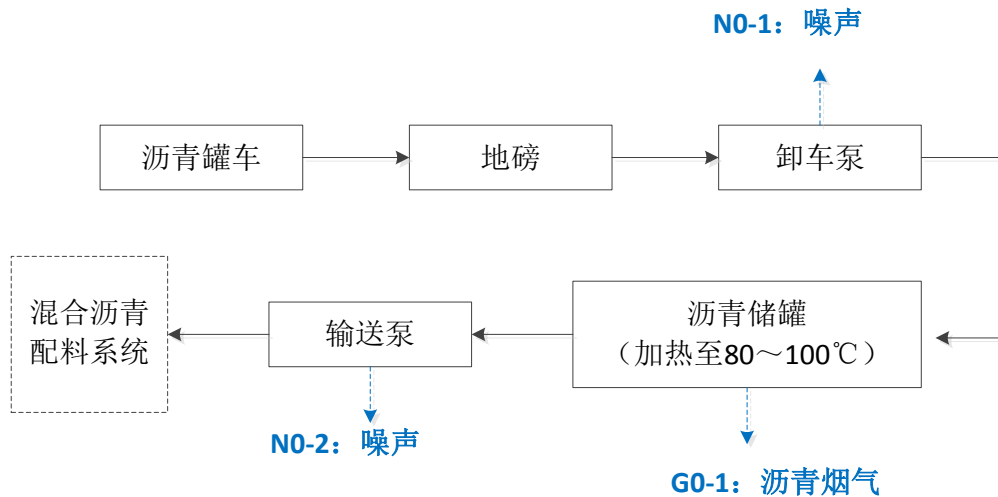 N0-1：噪声
沥青罐车
地磅
卸车泵
混合沥青
配料系统
输送泵
沥青储罐
（加热至80～100℃）
N0-2：噪声
G0-1：沥青烟气